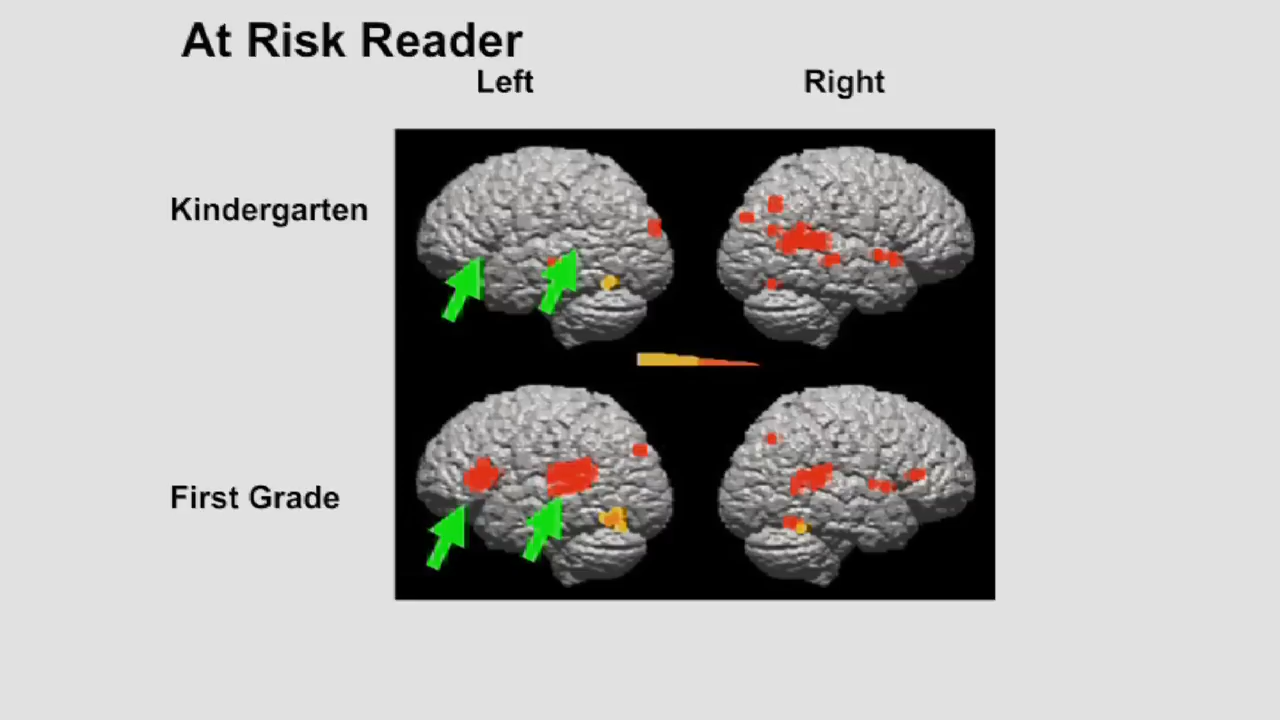 At Risk Reader
Left
Right
Kindergarten
First Grade